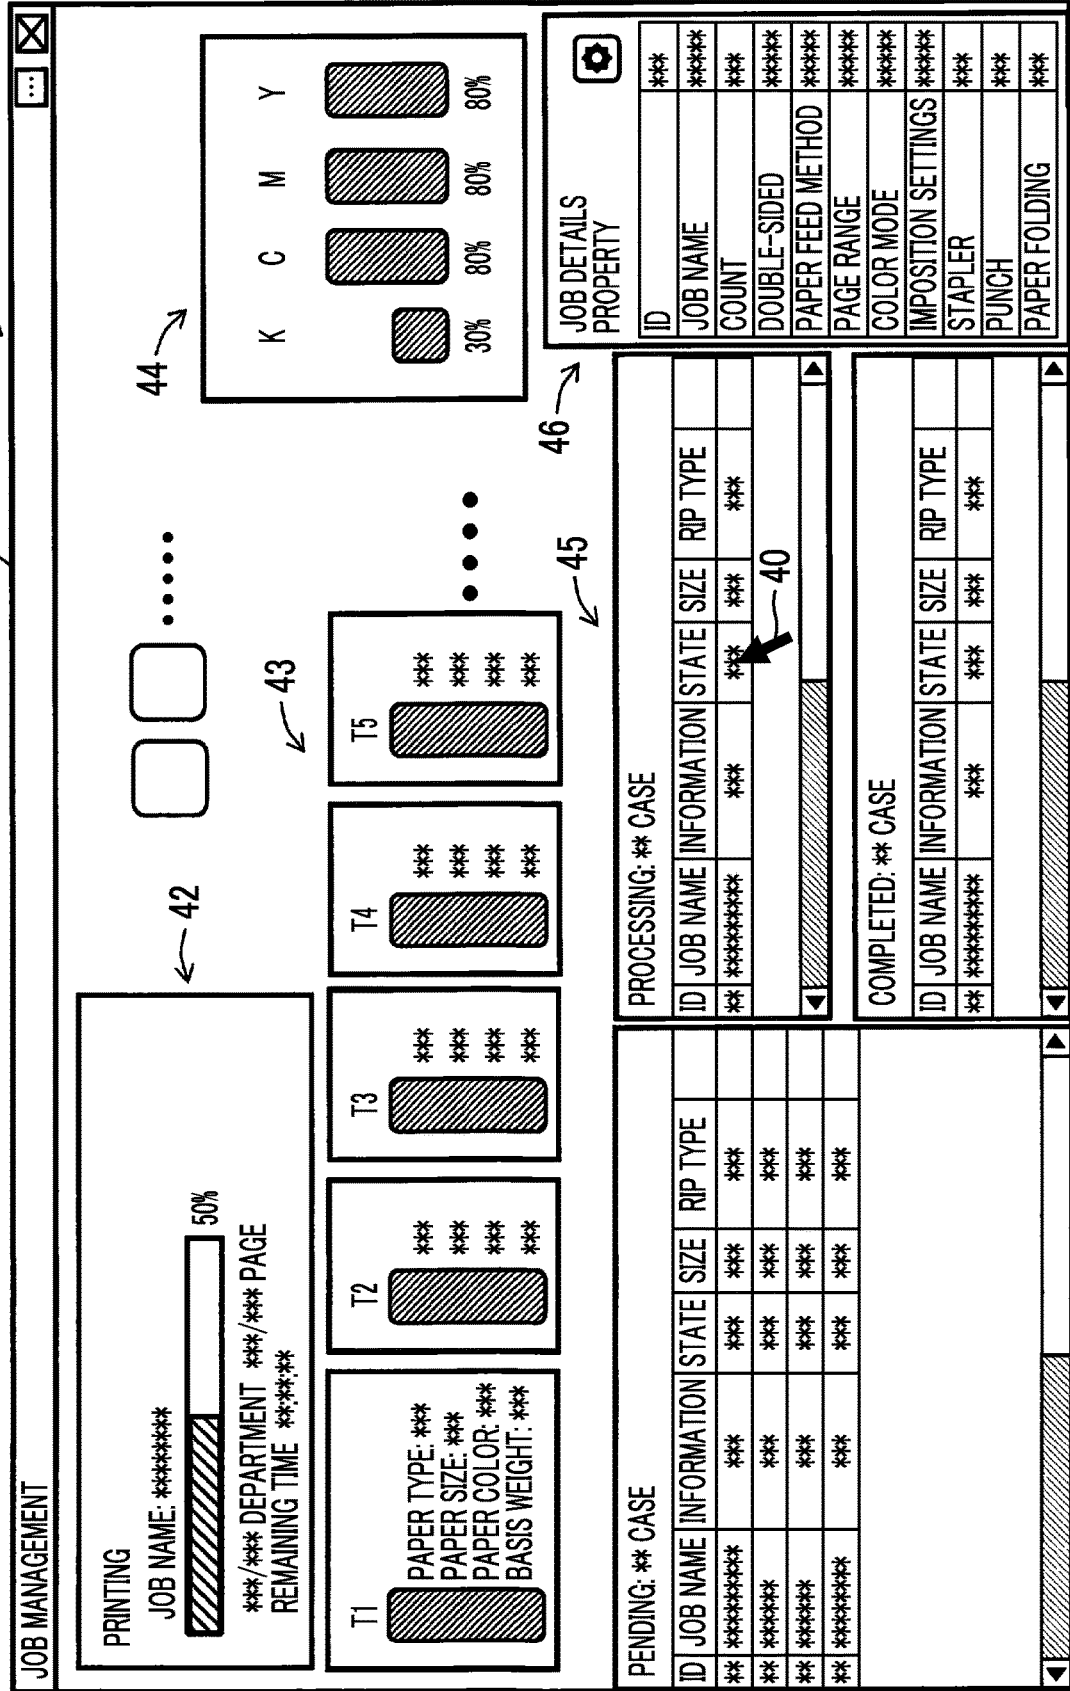 JOB MANAGEMENT
...
PRINTING
JOB NAME: ********
50%
***/*** DEPARTMENT ***/*** PAGE
REMAINING TIME **:**:**
42
44
K C M Y
30% 80% 80% 80%
43
T1
PAPER TYPE: ***
PAPER SIZE: ***
PAPER COLOR: ***
BASIS WEIGHT: ***
T2
***
***
***
***
T3
***
***
***
***
T4
***
***
***
***
T5
***
***
***
***
45
46
PENDING: ** CASE
ID JOB NAME INFORMATION STATE SIZE RIP TYPE
** ********* *** *** *** ***
** ****** *** *** *** ***
** ****** *** *** *** ***
** ******** *** *** *** ***
PROCESSING: ** CASE
ID JOB NAME INFORMATION STATE SIZE RIP TYPE
** ********* *** *** *** ***
40
COMPLETED: ** CASE
ID JOB NAME INFORMATION STATE SIZE RIP TYPE
** ********* *** *** *** ***
JOB DETAILS
PROPERTY
ID ***
JOB NAME *****
COUNT ***
DOUBLE-SIDED *****
PAPER FEED METHOD *****
PAGE RANGE *****
COLOR MODE *****
IMPOSITION SETTINGS *****
STAPLER ***
PUNCH ***
PAPER FOLDING ***